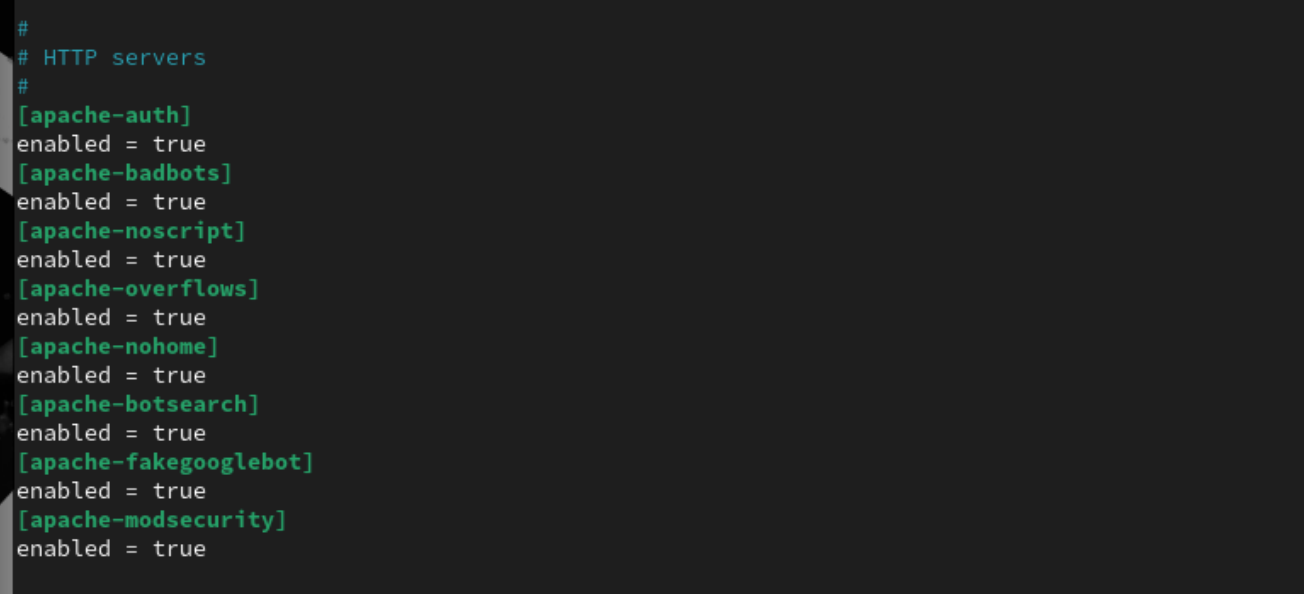 #
# HTTP servers
#
[apache-auth]
enabled = true
[apache-badbots]
enabled = true
[apache-noscript]
enabled = true
[apache-overflows]
enabled = true
[apache-nohome]
enabled = true
[apache-botsearch]
enabled = true
[apache-fakegooglebot]
enabled = true
[apache-modsecurity]
enabled = true